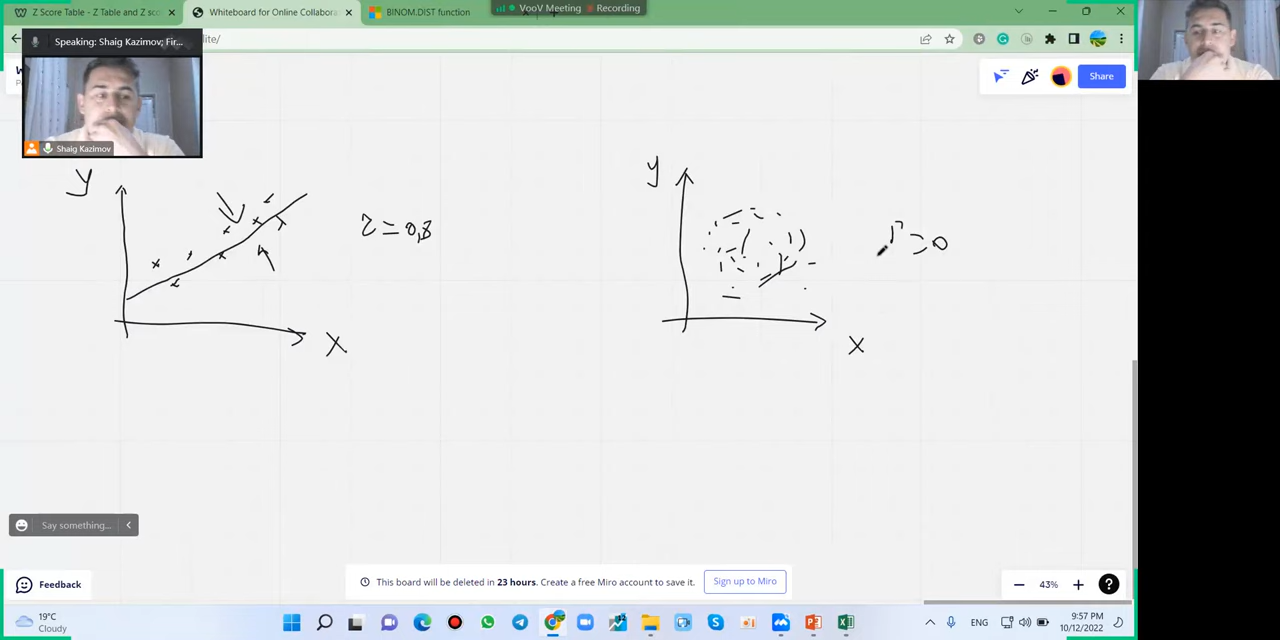 Z Score Table - Z Table and Z sco
Whiteboard for Online Collabora
BINOM.DIST function
VooV Meeting
Recording
Speaking: Shaig Kazimov; Fir...
lite/
Share
Shaig Kazimov
y
r = 0,8
x
y
r = 0
x
Say something...
Feedback
This board will be deleted in 23 hours. Create a free Miro account to save it.
Sign up to Miro
43%
19°C
Cloudy
ENG
9:57 PM
10/12/2022